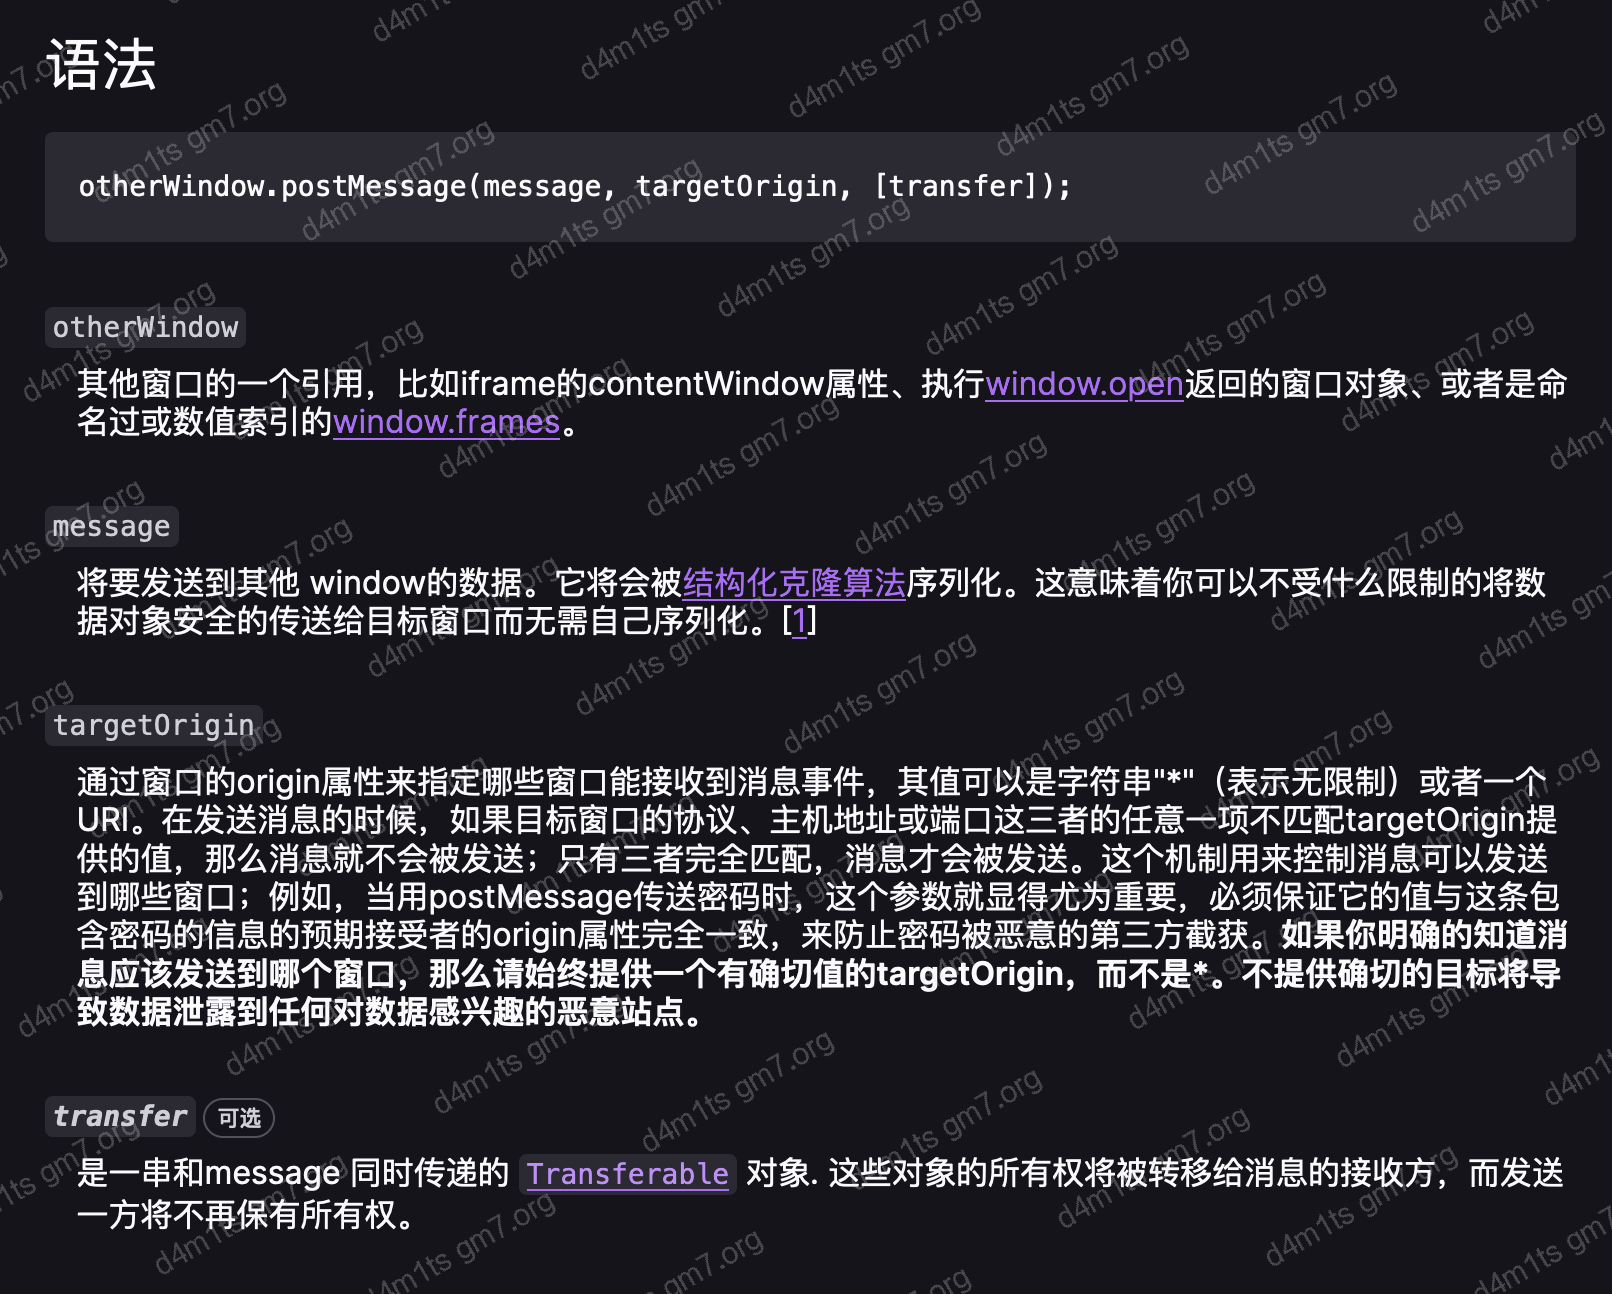 语法
otherWindow.postMessage(message, targetOrigin, [transfer]);
otherWindow
其他窗口的一个引用，比如iframe的contentWindow属性、执行window.open返回的窗口对象、或者是命
名过或数值索引的window.frames。
message
将要发送到其他 window的数据。它将会被结构化克隆算法序列化。这意味着你可以不受什么限制的将数
据对象安全的传送给目标窗口而无需自己序列化。[1]
targetOrigin
通过窗口的origin属性来指定哪些窗口能接收到消息事件，其值可以是字符串"*"（表示无限制）或者一个
URI。在发送消息的时候，如果目标窗口的协议、主机地址或端口这三者的任意一项不匹配targetOrigin提
供的值，那么消息就不会被发送；只有三者完全匹配，消息才会被发送。这个机制用来控制消息可以发送
到哪些窗口；例如，当用postMessage传送密码时，这个参数就显得尤为重要，必须保证它的值与这条包
含密码的信息的预期接受者的origin属性完全一致，来防止密码被恶意的第三方截获。如果你明确的知道消
息应该发送到哪个窗口，那么请始终提供一个有确切值的targetOrigin，而不是*。不提供确切的目标将导
致数据泄露到任何对数据感兴趣的恶意站点。
transfer 可选
是一串和message 同时传递的 Transferable 对象. 这些对象的所有权将被转移给消息的接收方，而发送
一方将不再保有所有权。
d4m1ts gm7.org